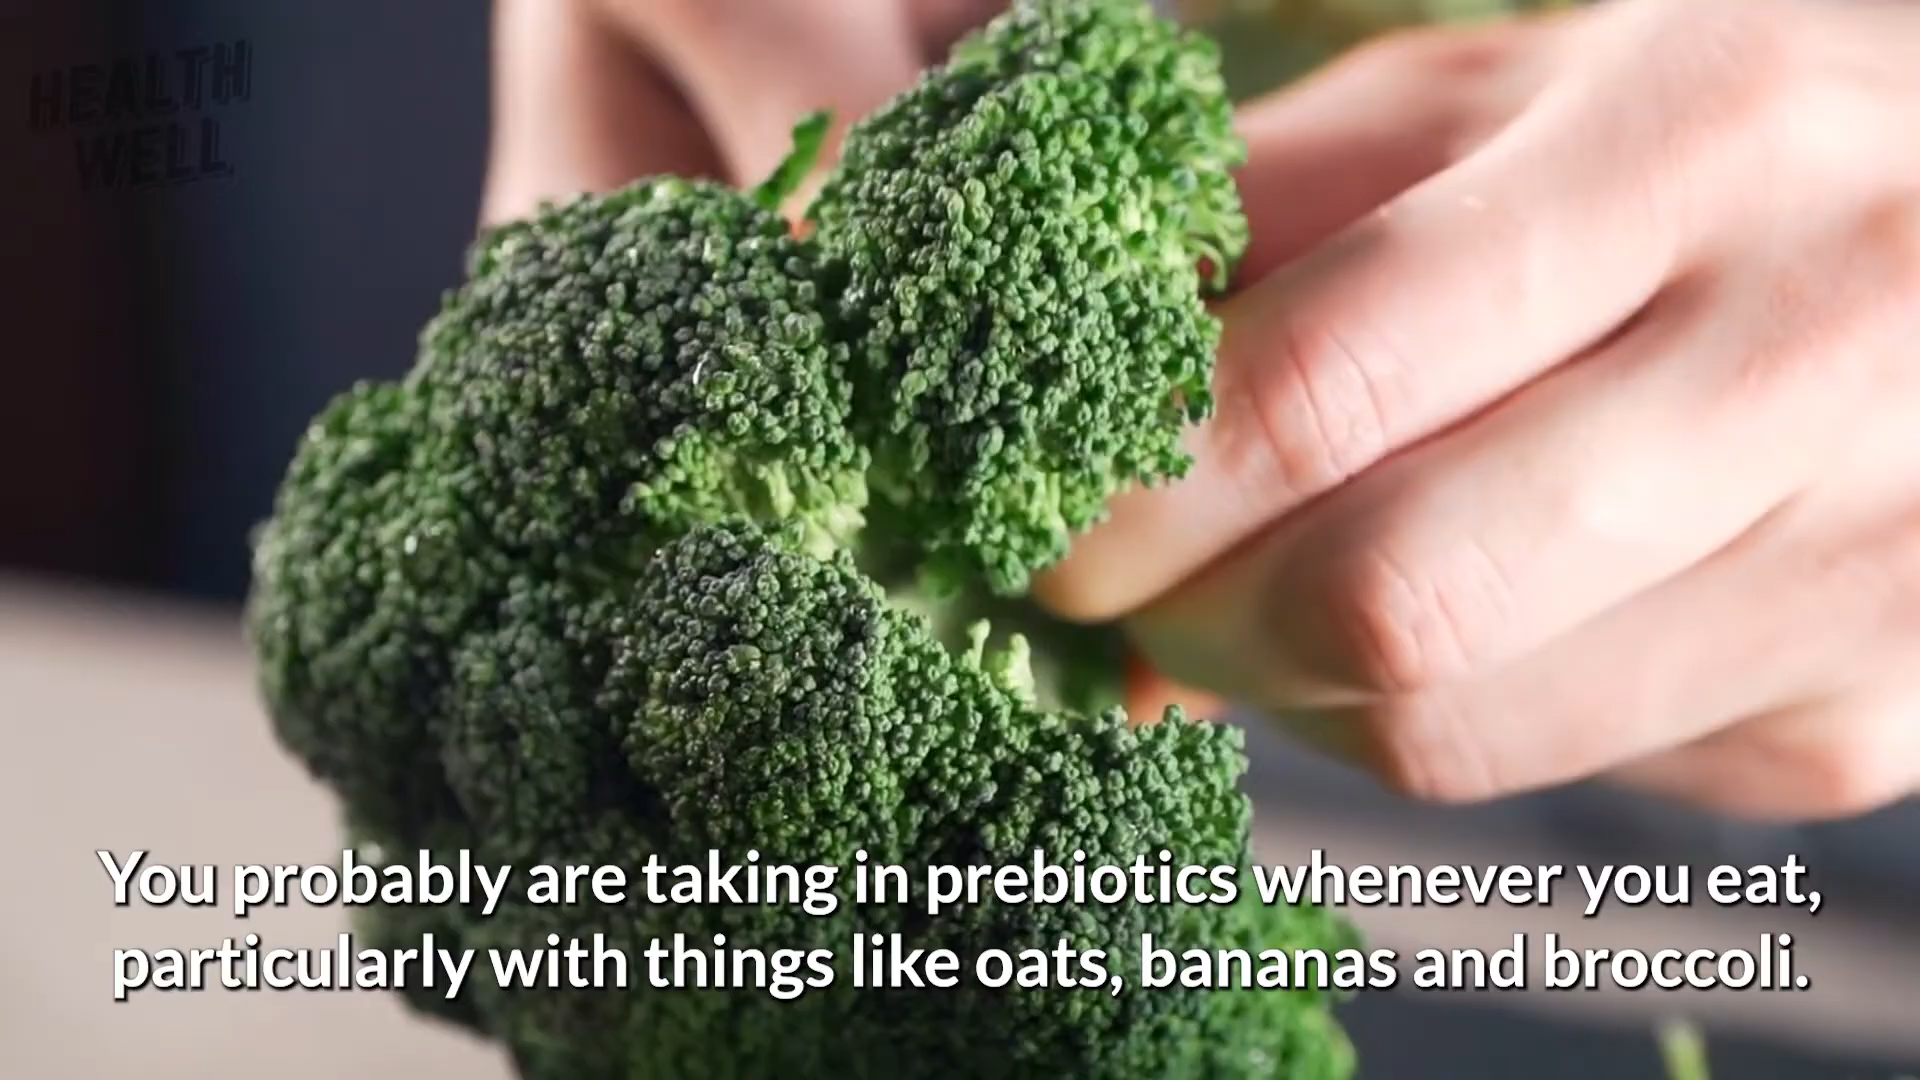 HEALTH
WELL
You probably are taking in prebiotics whenever you eat,
particularly with things like oats, bananas and broccoli.